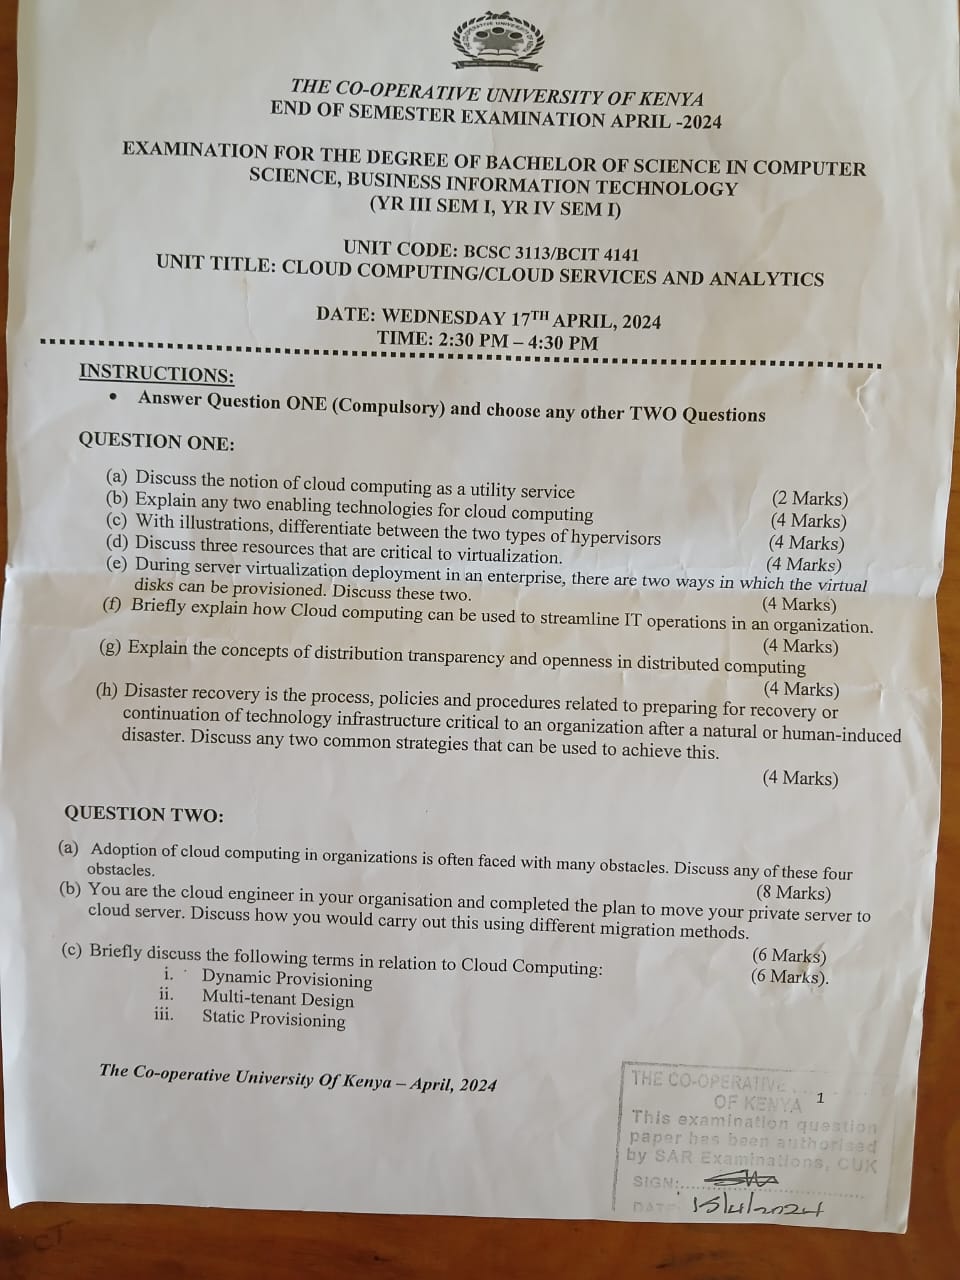 THE CO-OPERATIVE UNIVERSITY OF KENYA
END OF SEMESTER EXAMINATION APRIL -2024
EXAMINATION FOR THE DEGREE OF BACHELOR OF SCIENCE IN COMPUTER
SCIENCE, BUSINESS INFORMATION TECHNOLOGY
(YR III SEM I, YR IV SEM I)
UNIT CODE: BCSC 3113/BCIT 4141
UNIT TITLE: CLOUD COMPUTING/CLOUD SERVICES AND ANALYTICS
DATE: WEDNESDAY 17TH APRIL, 2024
TIME: 2:30 PM – 4:30 PM
INSTRUCTIONS:
• Answer Question ONE (Compulsory) and choose any other TWO Questions
QUESTION ONE:
(a) Discuss the notion of cloud computing as a utility service (2 Marks)
(b) Explain any two enabling technologies for cloud computing (4 Marks)
(c) With illustrations, differentiate between the two types of hypervisors (4 Marks)
(d) Discuss three resources that are critical to virtualization. (4 Marks)
(e) During server virtualization deployment in an enterprise, there are two ways in which the virtual
disks can be provisioned. Discuss these two. (4 Marks)
(f) Briefly explain how Cloud computing can be used to streamline IT operations in an organization.
(4 Marks)
(g) Explain the concepts of distribution transparency and openness in distributed computing
(4 Marks)
(h) Disaster recovery is the process, policies and procedures related to preparing for recovery or
continuation of technology infrastructure critical to an organization after a natural or human-induced
disaster. Discuss any two common strategies that can be used to achieve this.
(4 Marks)
QUESTION TWO:
(a) Adoption of cloud computing in organizations is often faced with many obstacles. Discuss any of these four
obstacles. (8 Marks)
(b) You are the cloud engineer in your organisation and completed the plan to move your private server to
cloud server. Discuss how you would carry out this using different migration methods.
(6 Marks)
(c) Briefly discuss the following terms in relation to Cloud Computing: (6 Marks).
i. Dynamic Provisioning
ii. Multi-tenant Design
iii. Static Provisioning
The Co-operative University Of Kenya – April, 2024
1
THE CO-OPERATIVE
OF KENYA
This examination question
paper has been authorised
by SAR Examinations, CUK
SIGN:
DATE 15/4/2024